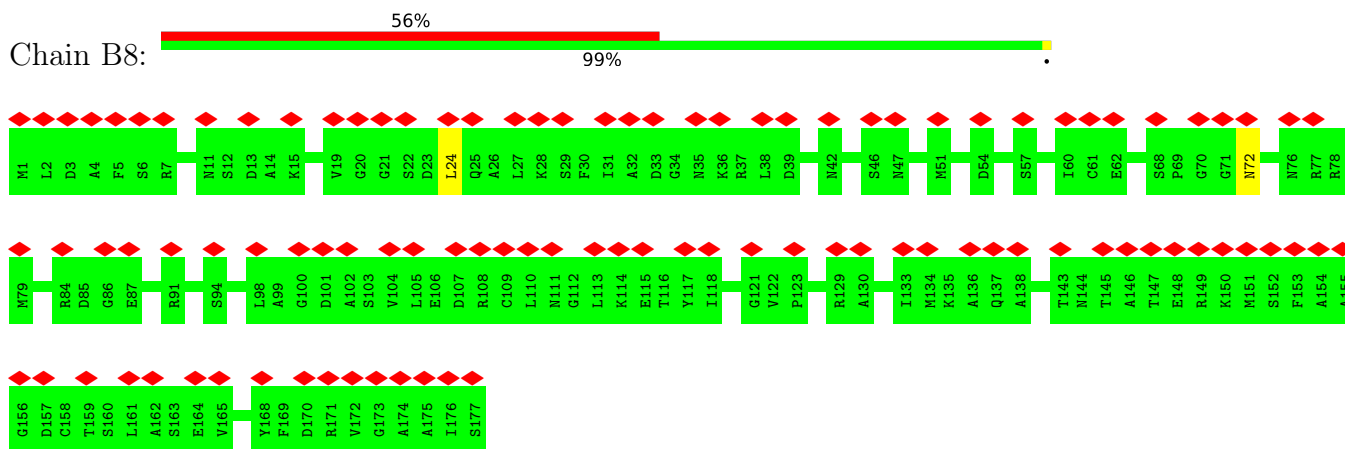 56%
Chain B8:
99%
.
M1 L2 D3 A4 F5 S6 R7 N11 S12 D13 A14 K15 V19 G20 G21 S22 D23 L24 Q25 A26 L27 K28 S29 F30 I31 A32 D33 G34 N35 K36 R37 L38 D39 N42 S46 N47 M51 D54 S57 I60 C61 E62 S68 P69 G70 G71 N72 N76 R77 R78
M79 R84 D85 G86 E87 R91 S94 L98 A99 G100 D101 A102 S103 V104 L105 E106 D107 R108 C109 L110 N111 G112 L113 K114 E115 T116 Y117 I118 G121 V122 P123 R129 A130 I133 M134 K135 A136 Q137 A138 T143 N144 T145 A146 T147 E148 R149 K150 M151 S152 F153 A154 A155
G156 D157 C158 T159 S160 L161 A162 S163 E164 V165 Y168 F169 D170 R171 V172 G173 A174 A175 I176 S177